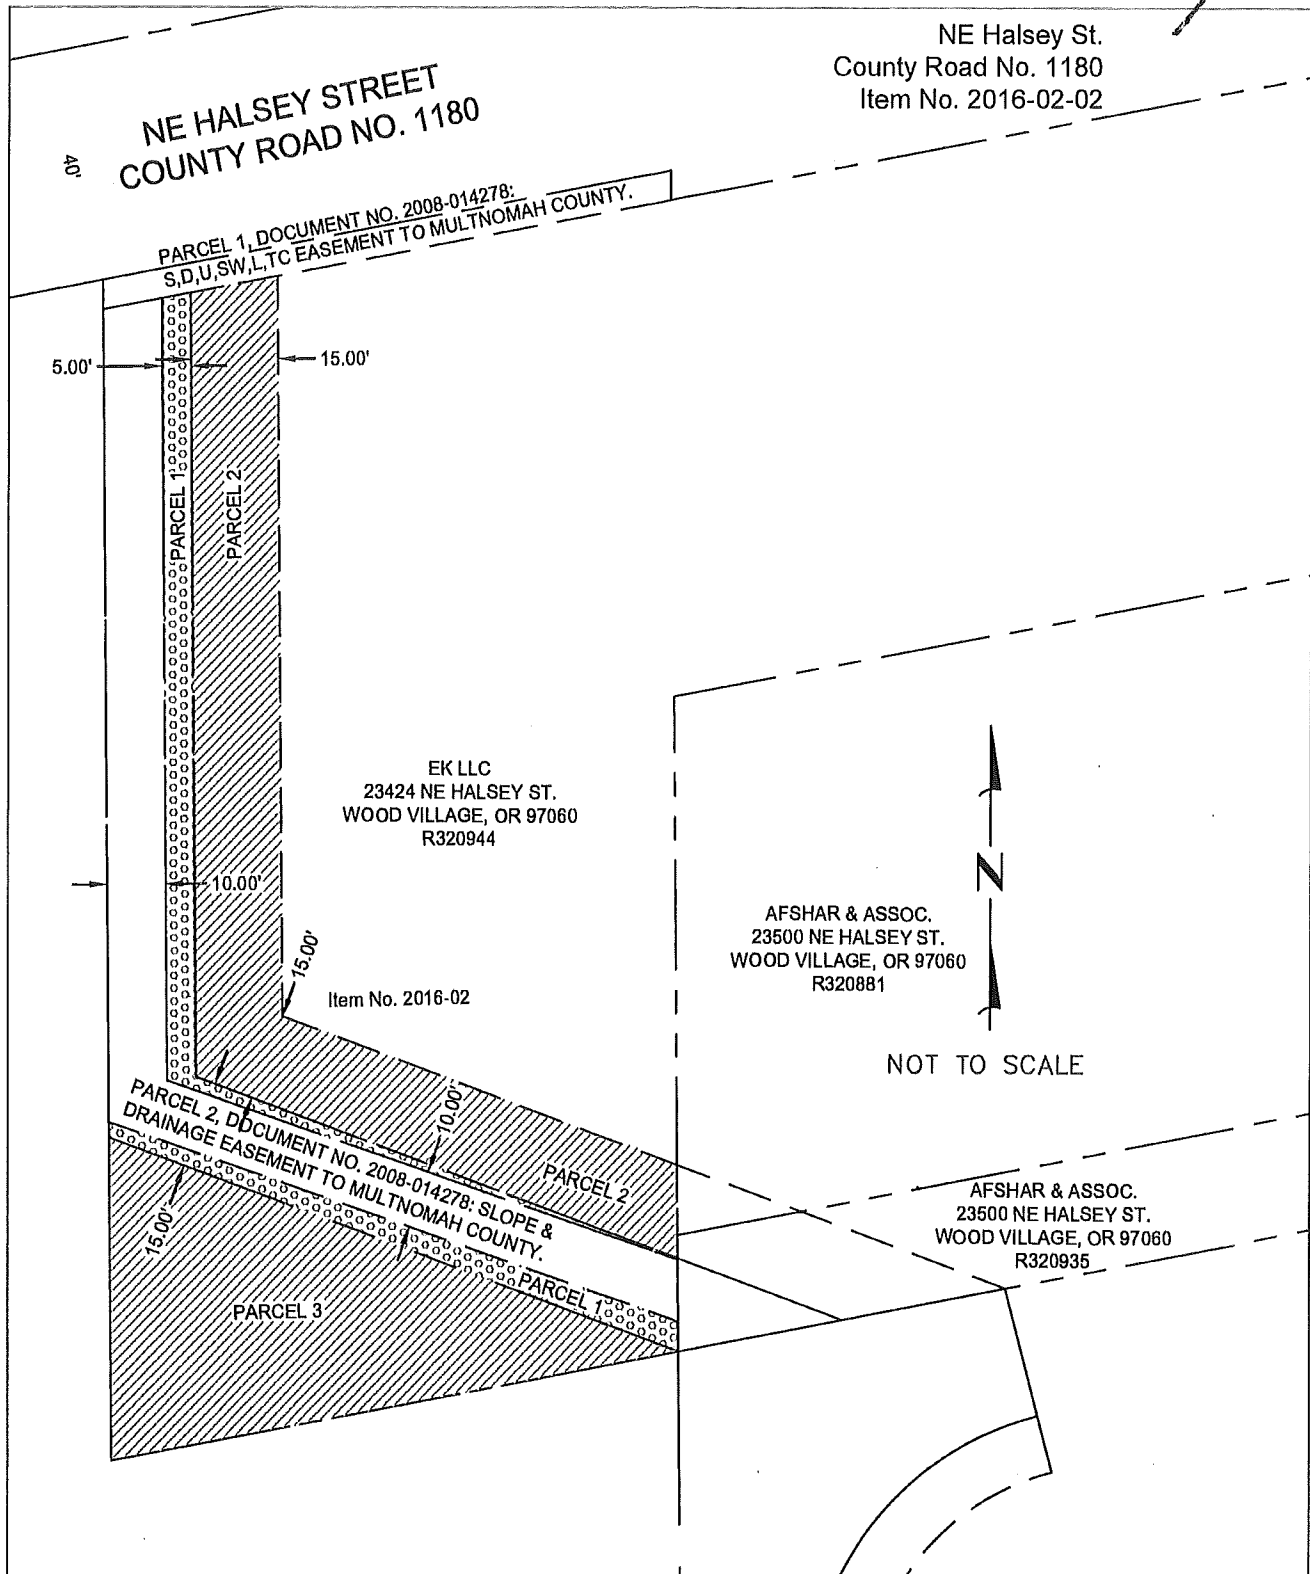 NE Halsey St.
County Road No. 1180
Item No. 2016-02-02
NE HALSEY STREET
COUNTY ROAD NO. 1180
40'
PARCEL 1, DOCUMENT NO. 2008-014278:
S,D,U,SW,L,TC EASEMENT TO MULTNOMAH COUNTY.
5.00'
15.00'
PARCEL 1
PARCEL 2
EK LLC
23424 NE HALSEY ST.
WOOD VILLAGE, OR 97060
R320944
10.00'
N
AFSHAR & ASSOC.
23500 NE HALSEY ST.
WOOD VILLAGE, OR 97060
R320881
15.00'
Item No. 2016-02
NOT TO SCALE
PARCEL 2, DOCUMENT NO. 2008-014278: SLOPE &
DRAINAGE EASEMENT TO MULTNOMAH COUNTY.
10.00'
PARCEL 2
AFSHAR & ASSOC.
23500 NE HALSEY ST.
WOOD VILLAGE, OR 97060
R320935
15.00'
PARCEL 1
PARCEL 3